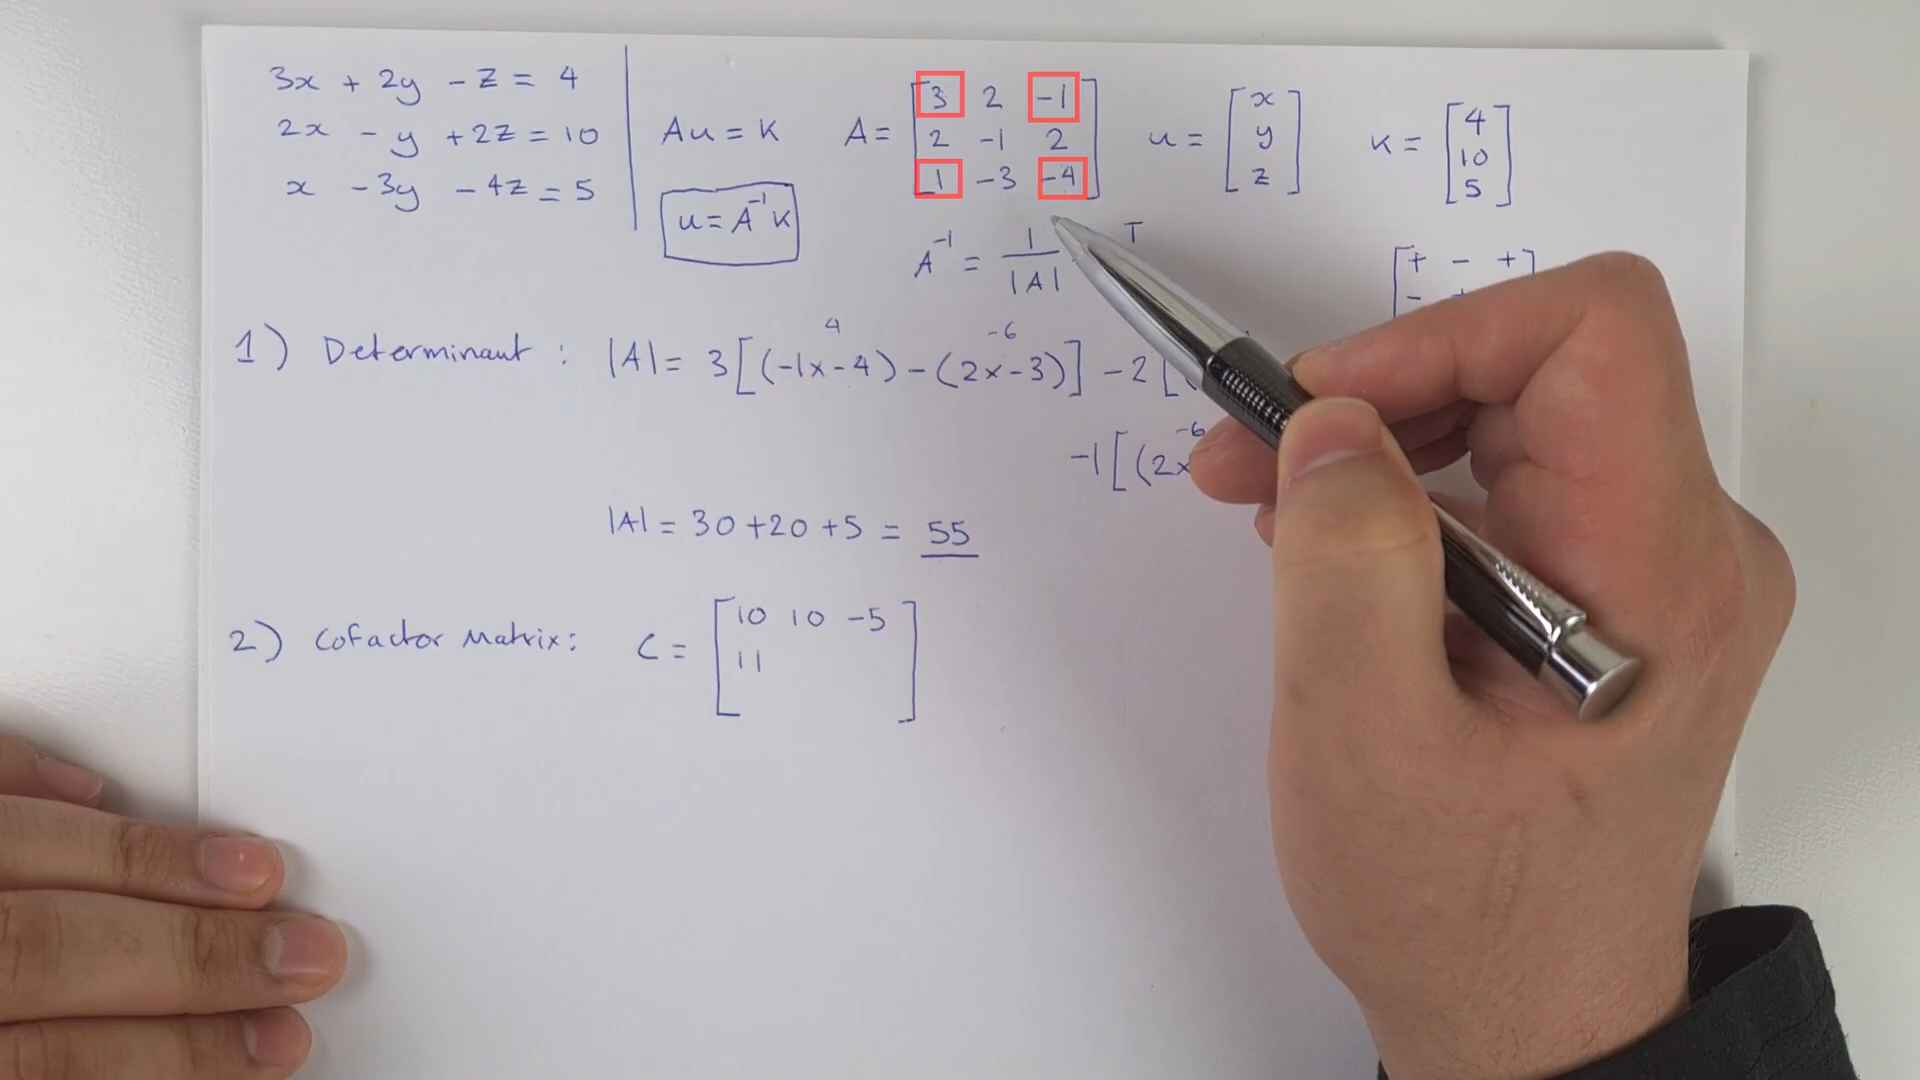 3x + 2y - z = 4
2x - y + 2z = 10
x - 3y - 4z = 5
Au = K
u = A⁻¹K
A = [3 2 -1
2 -1 2
1 -3 -4]
u = [x
y
z]
K = [4
10
5]
A⁻¹ = 1/|A| T
[+ - +]
-
1) Determinant : |A| = 3[(-1x-4) - (2x-3)] - 2[(
4 -6
-6
-1[(2x
|A| = 30 + 20 + 5 = 55
2) Cofactor Matrix: C = [10 10 -5
11 ]